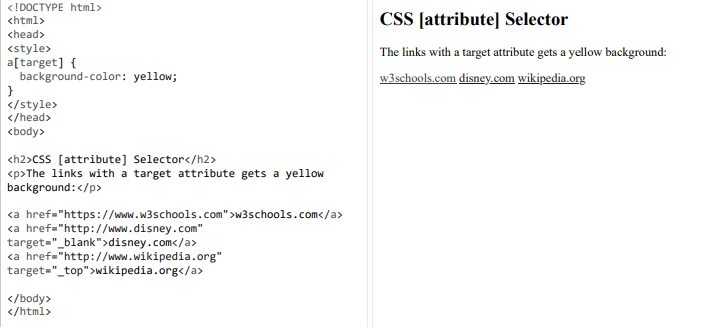 <!DOCTYPE html>
<html>
<head>
<style>
a[target] {
  background-color: yellow;
}
</style>
</head>
<body>

<h2>CSS [attribute] Selector</h2>
<p>The links with a target attribute gets a yellow
background:</p>

<a href="https://www.w3schools.com">w3schools.com</a>
<a href="http://www.disney.com"
target="_blank">disney.com</a>
<a href="http://www.wikipedia.org"
target="_top">wikipedia.org</a>

</body>
</html>

CSS [attribute] Selector
The links with a target attribute gets a yellow background:
w3schools.com disney.com wikipedia.org